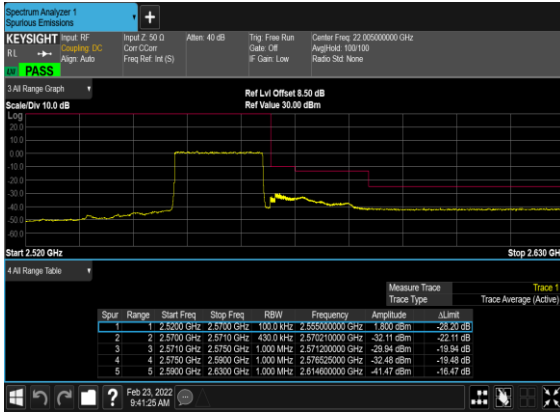 Spectrum Analyzer 1
Spurious Emissions
+
KEYSIGHT Input: RF Input Z: 50 Ω Atten: 40 dB Trig: Free Run Center Freq: 22.005000000 GHz
RL Coupling: DC Corr CCorr Gate: Off Avg|Hold: 100/100
Align: Auto Freq Ref: Int (S) IF Gain: Low Radio Std: None
PASS
3 All Range Graph
Ref Lvl Offset 8.50 dB
Scale/Div 10.0 dB Ref Value 30.00 dBm
Log
20.0
10.0
0.00
-10.0
-20.0
-30.0
-40.0
-50.0
-60.0
Start 2.520 GHz Stop 2.630 GH
4 All Range Table
Measure Trace Trace 1
Trace Type Trace Average (Active)
Spur Range Start Freq Stop Freq RBW Frequency Amplitude ΔLimit
1 1 2.5200 GHz 2.5700 GHz 100.0 kHz 2.555000000 GHz 1.800 dBm -28.20 dB
2 2 2.5700 GHz 2.5710 GHz 430.0 kHz 2.570210000 GHz -32.11 dBm -22.11 dB
3 3 2.5710 GHz 2.5750 GHz 1.000 MHz 2.571200000 GHz -29.94 dBm -19.94 dB
4 4 2.5750 GHz 2.5900 GHz 1.000 MHz 2.576525000 GHz -32.48 dBm -19.48 dB
5 5 2.5900 GHz 2.6300 GHz 1.000 MHz 2.614600000 GHz -41.47 dBm -16.47 dB
?
Feb 23, 2022
9:41:25 AM